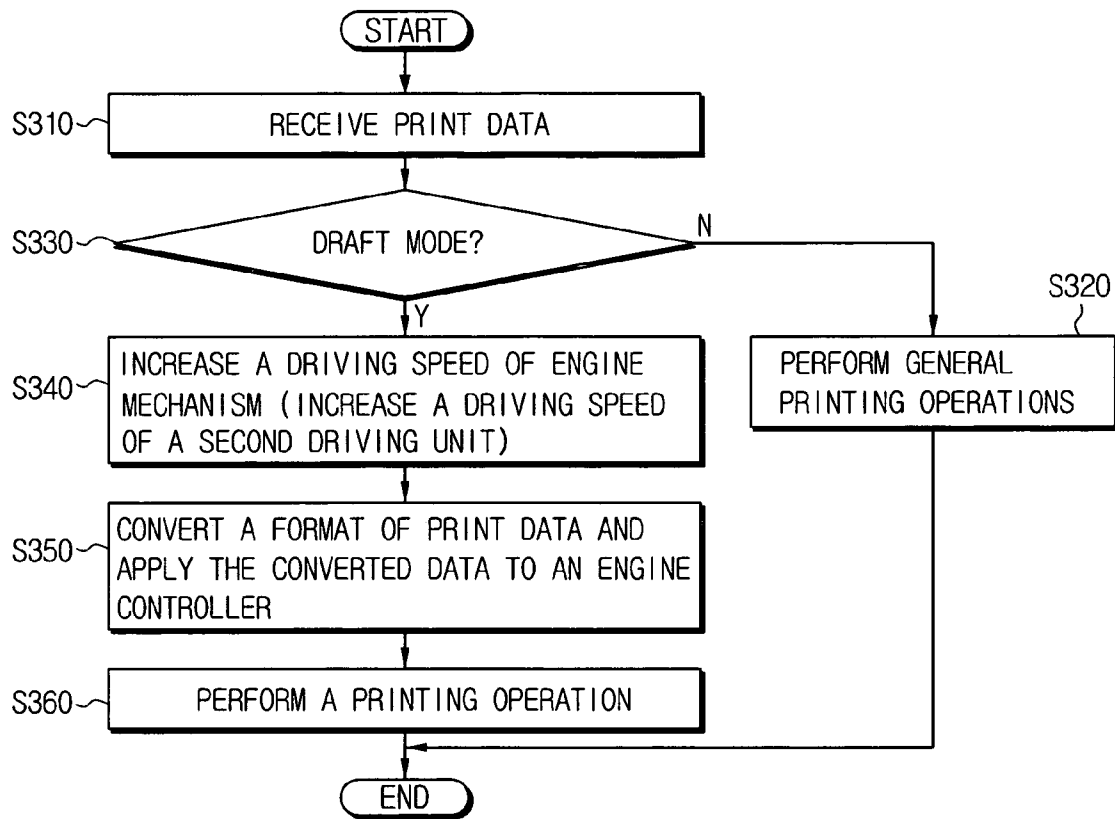 START
S310
RECEIVE PRINT DATA
S330
DRAFT MODE?
N
Y
S320
PERFORM GENERAL
PRINTING OPERATIONS
S340
INCREASE A DRIVING SPEED OF ENGINE
MECHANISM (INCREASE A DRIVING SPEED
OF A SECOND DRIVING UNIT)
S350
CONVERT A FORMAT OF PRINT DATA AND
APPLY THE CONVERTED DATA TO AN ENGINE
CONTROLLER
S360
PERFORM A PRINTING OPERATION
END